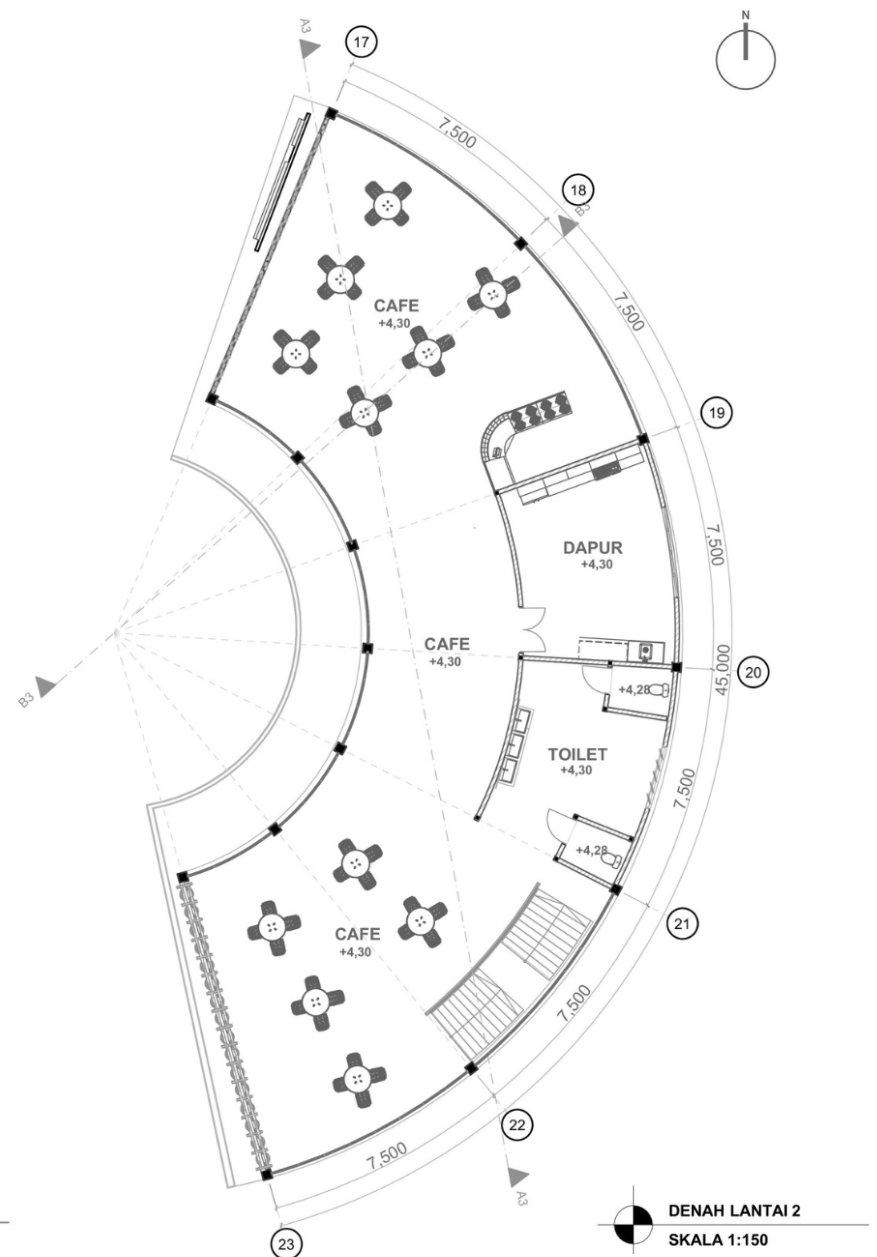 N
A3
17
7,500
18
B3
CAFE
+4,30
7,500
19
7,500
DAPUR
+4,30
CAFE
+4,30
45,000
20
B3
+4,28
TOILET
+4,30
7,500
+4,28
21
CAFE
+4,30
7,500
22
7,500
A3
23
DENAH LANTAI 2
SKALA 1:150